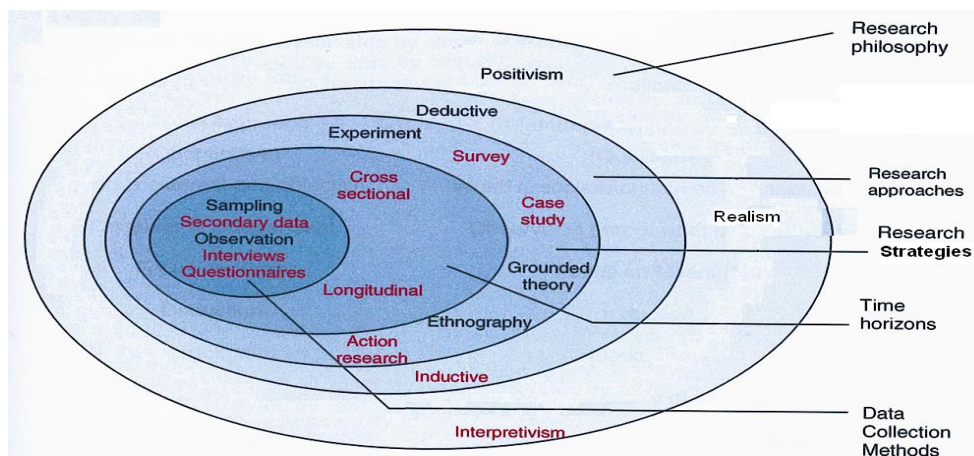 Research
philosophy
Positivism
Deductive
Experiment
Survey
Cross
sectional
Research
approaches
Case
study
Sampling
Secondary data
Observation
Interviews
Questionnaires
Realism
Research
Strategies
Grounded
theory
Longitudinal
Time
horizons
Ethnography
Action
research
Inductive
Interpretivism
Data
Collection
Methods